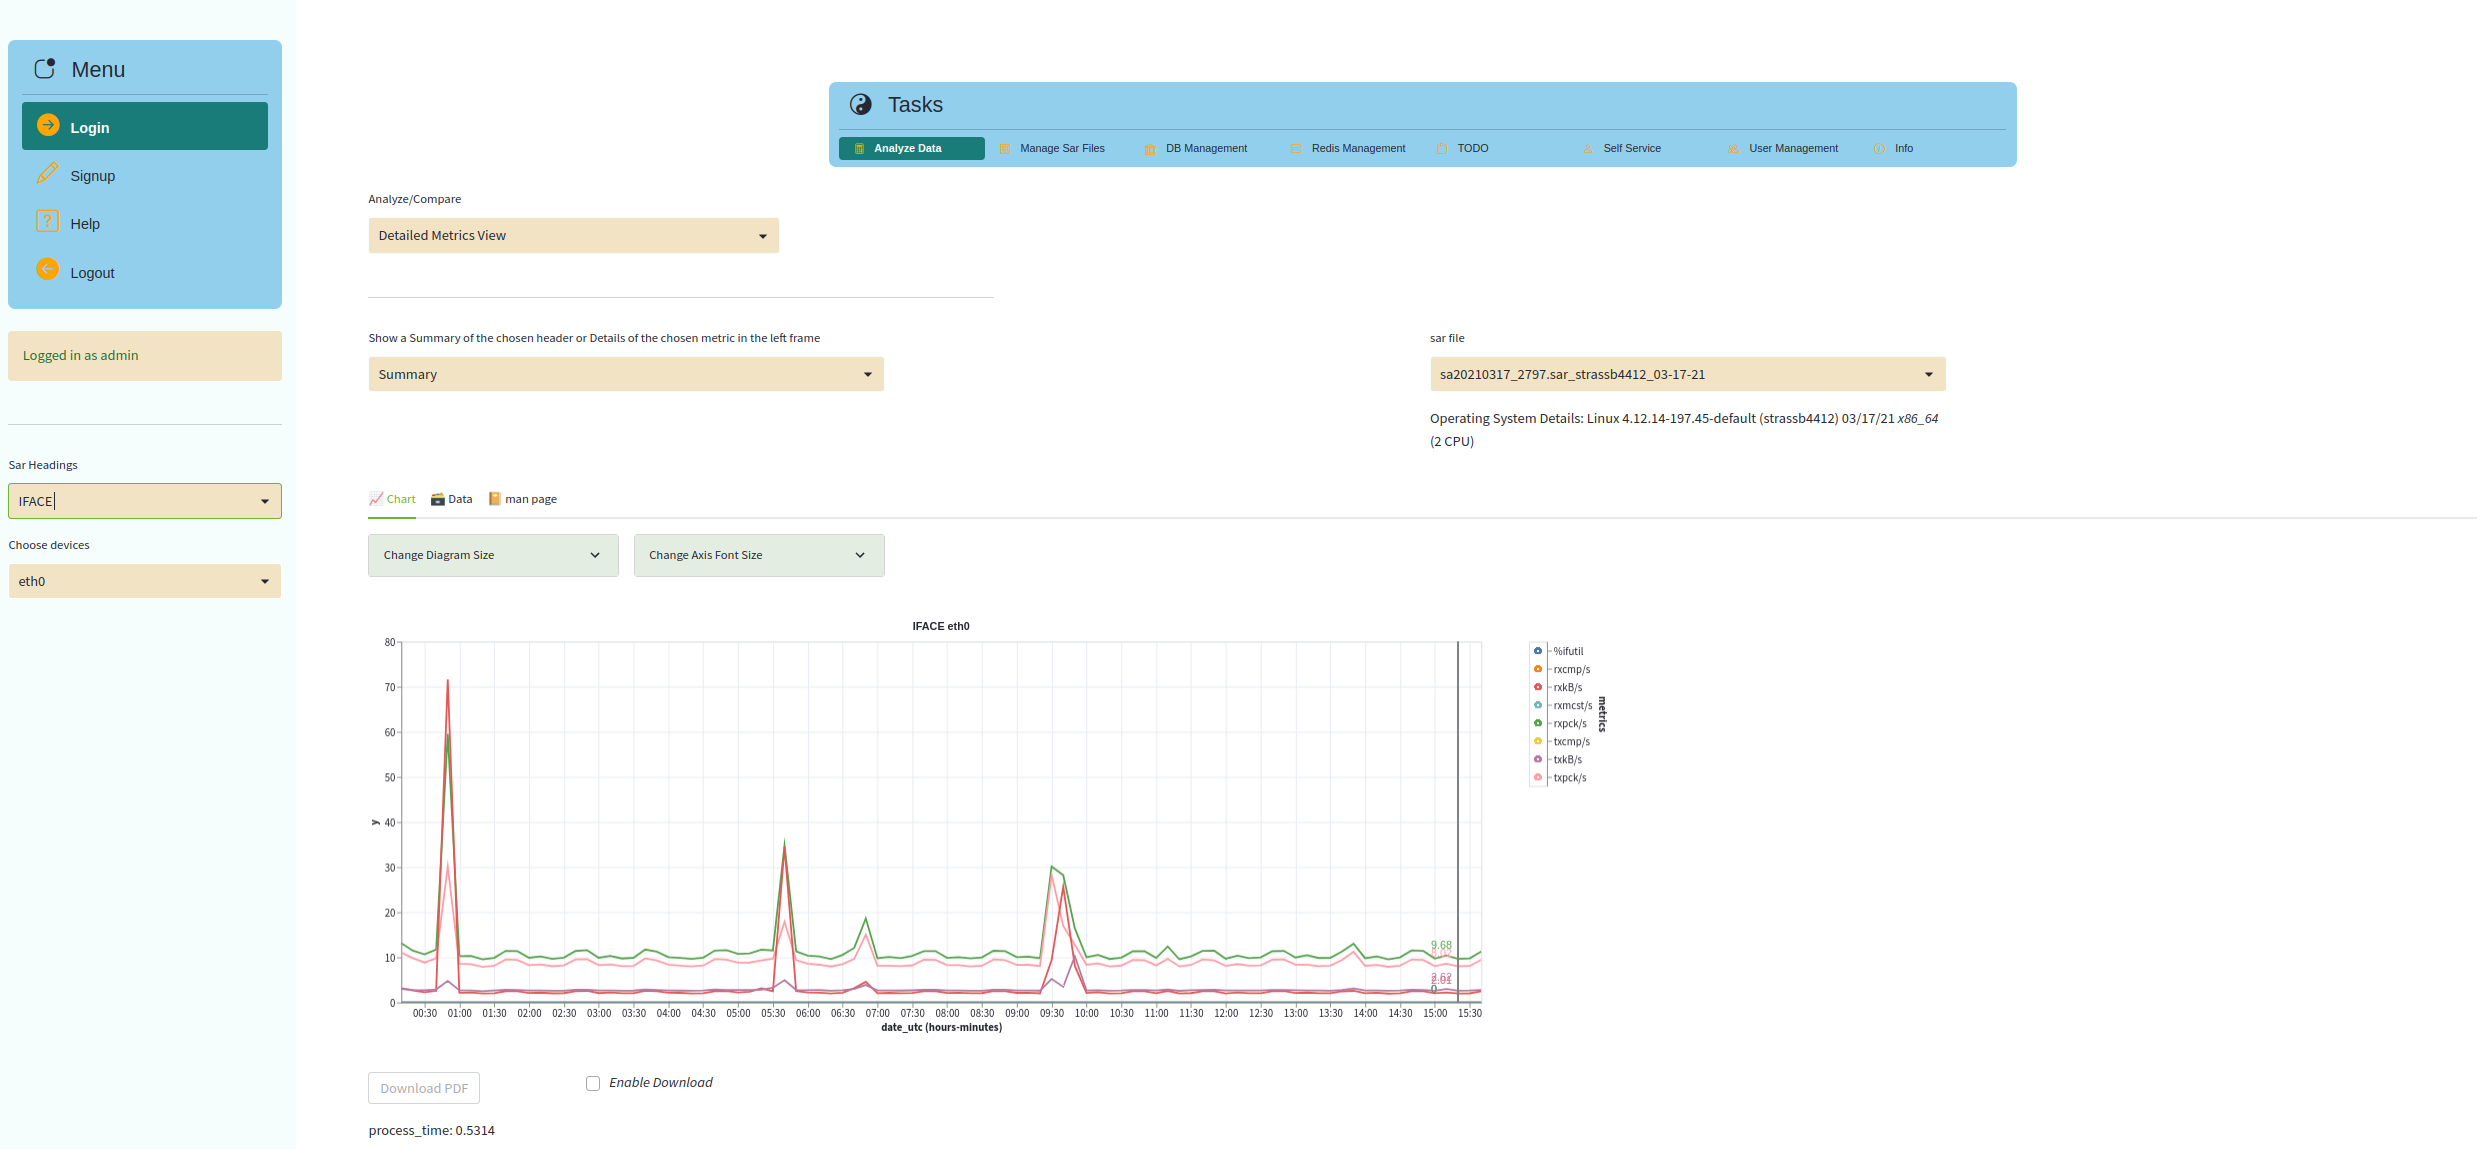 Menu
Login
Signup
Help
Logout
Logged in as admin
Sar Headings
IFACE
Choose devices
eth0
Tasks
Analyze Data Manage Sar Files DB Management Redis Management TODO Self Service User Management Info
Analyze/Compare
Detailed Metrics View
Show a Summary of the chosen header or Details of the chosen metric in the left frame
Summary
sar file
sa20210317_2797.sar_strassb4412_03-17-21
Operating System Details: Linux 4.12.14-197.45-default (strassb4412) 03/17/21 x86_64
(2 CPU)
Chart Data man page
Change Diagram Size Change Axis Font Size
IFACE eth0
80
70
60
50
40
30
20
10
0
y
9.68
2.62
0
00:30 01:00 01:30 02:00 02:30 03:00 03:30 04:00 04:30 05:00 05:30 06:00 06:30 07:00 07:30 08:00 08:30 09:00 09:30 10:00 10:30 11:00 11:30 12:00 12:30 13:00 13:30 14:00 14:30 15:00 15:30
date_utc (hours-minutes)
%ifutil
rxcmp/s
rxkB/s
rxmcst/s
rxpck/s
txcmp/s
txkB/s
txpck/s
metrics
Download PDF
Enable Download
process_time: 0.5314